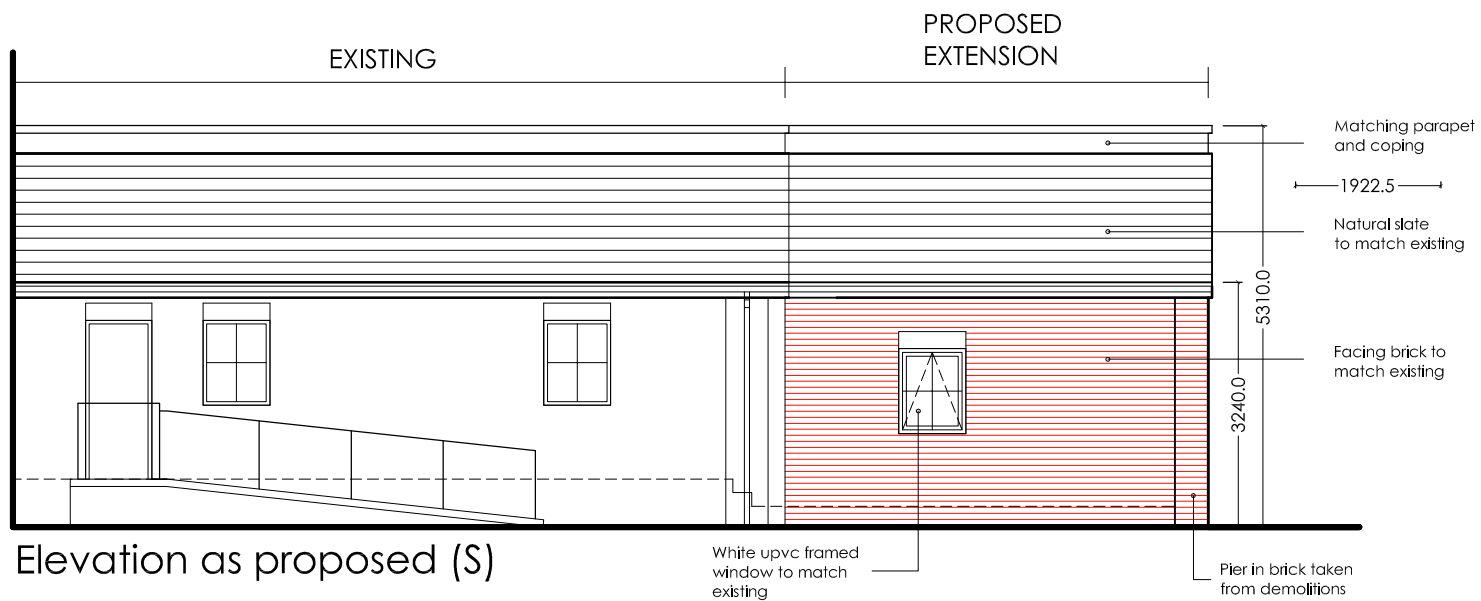 EXISTING
PROPOSED
EXTENSION
Matching parapet
and coping
1922.5
Natural slate
to match existing
5310.0
3240.0
Facing brick to
match existing
Elevation as proposed (S)
White upvc framed
window to match
existing
Pier in brick taken
from demolitions